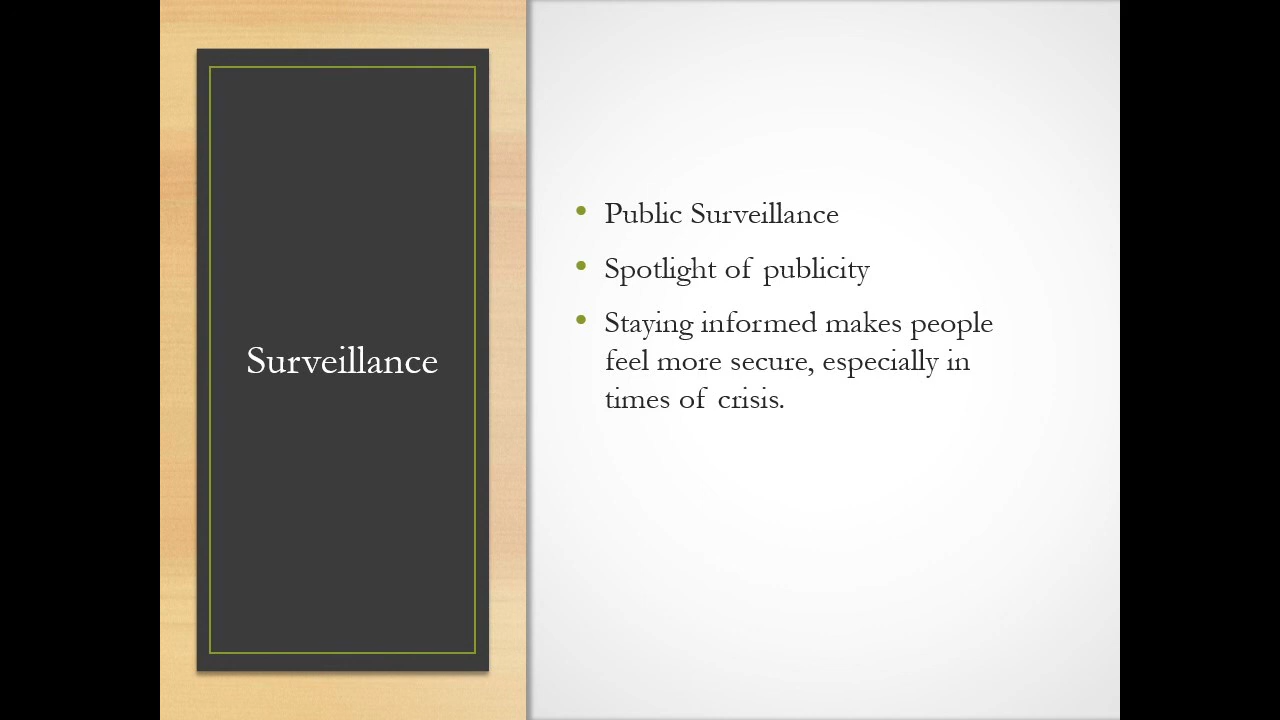 Surveillance
• Public Surveillance
• Spotlight of publicity
• Staying informed makes people
feel more secure, especially in
times of crisis.